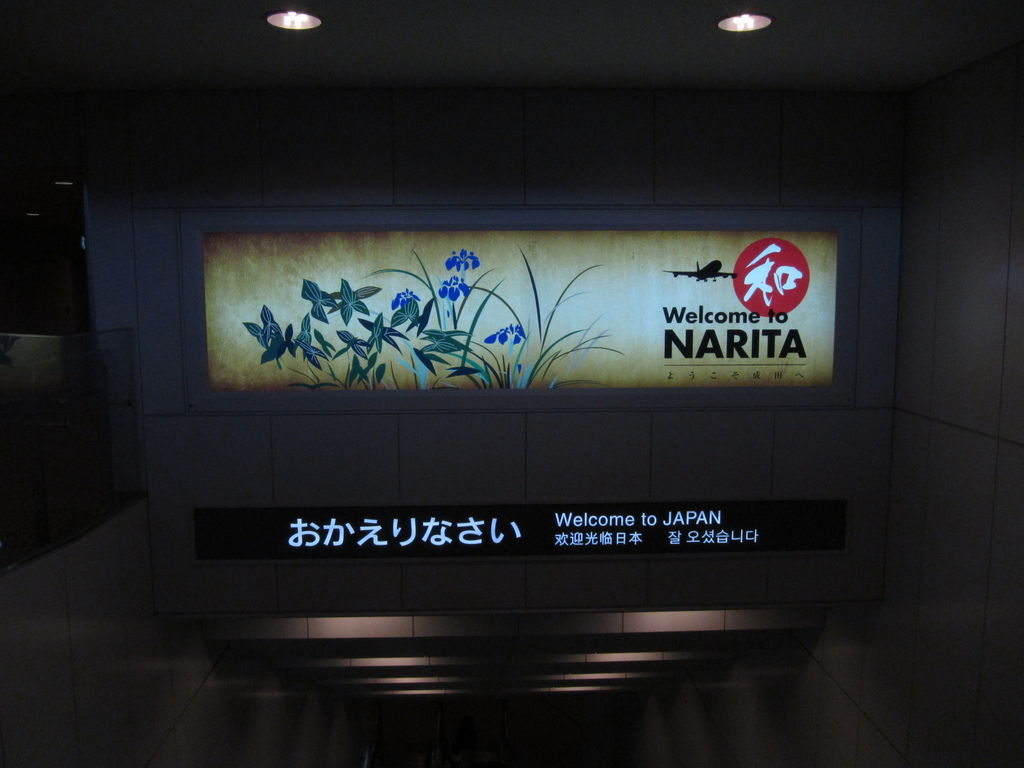 和
Welcome to
NARITA
ようこそ成田へ
おかえりなさい
Welcome to JAPAN
欢迎光临日本 잘 오셨습니다